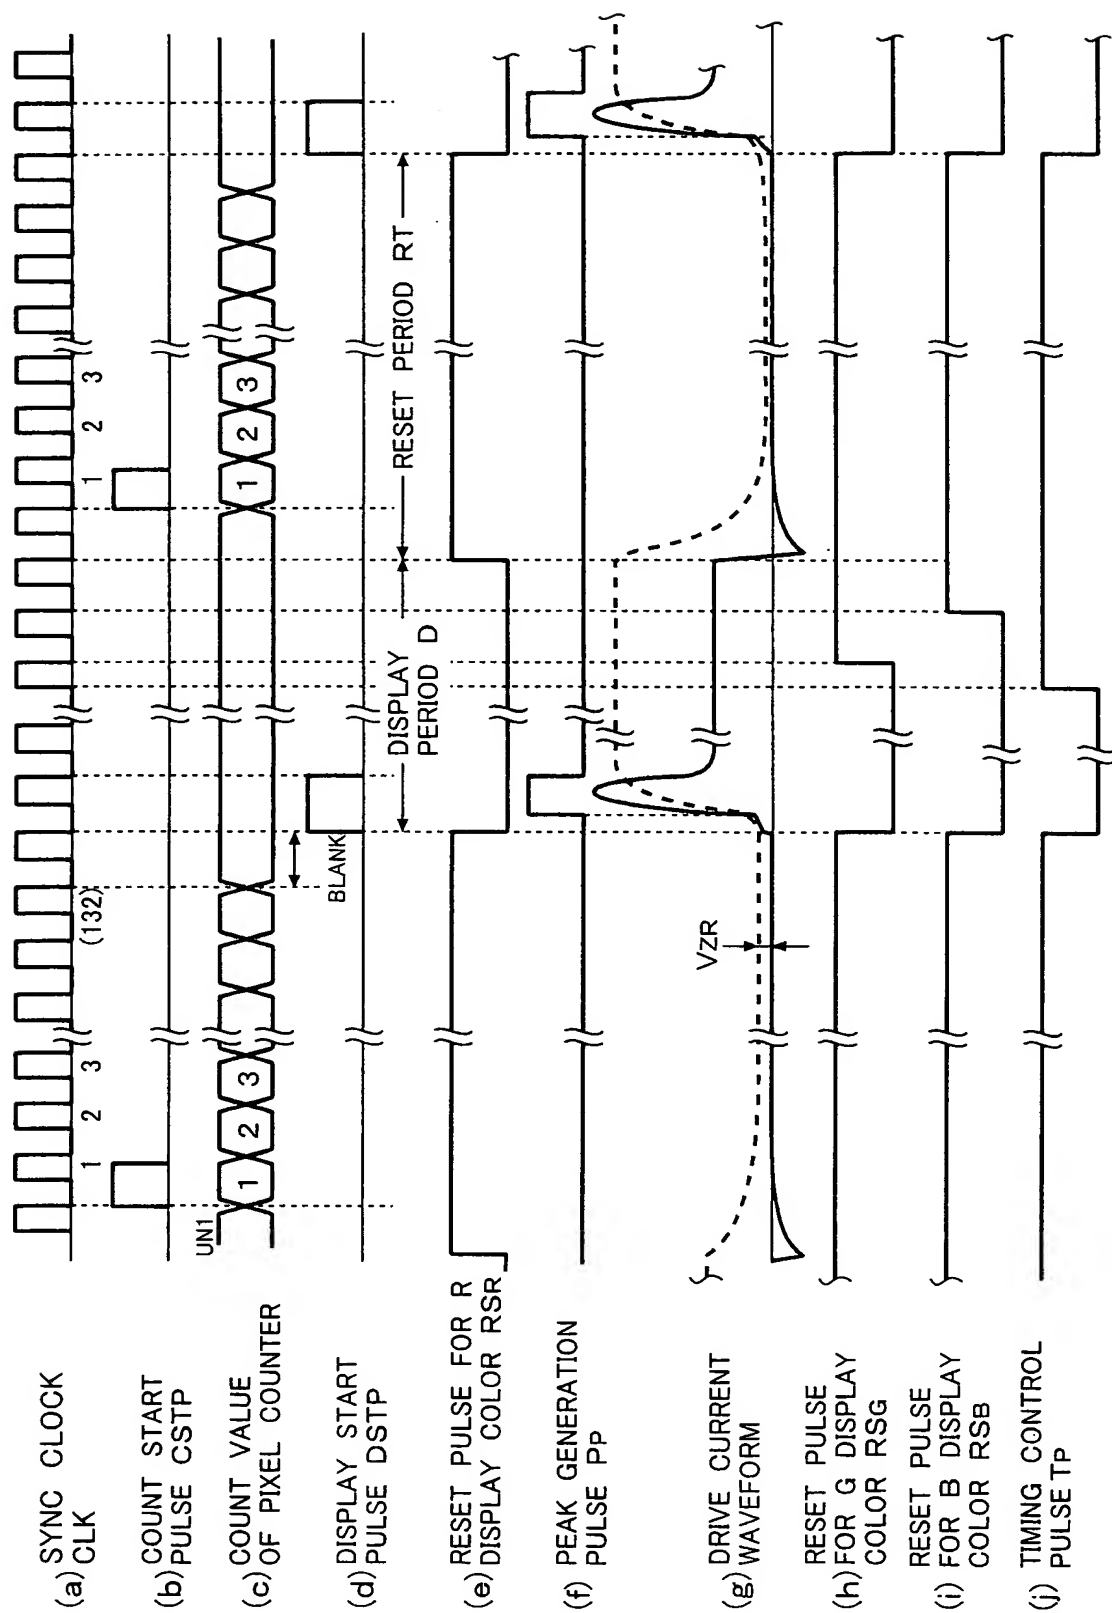 (a) SYNC CLOCK
CLK
1
2
3
(132)
1
2
3
(b) COUNT START
PULSE CSTP
(c) COUNT VALUE
OF PIXEL COUNTER
UN1
1
2
3
1
2
3
BLANK
(d) DISPLAY START
PULSE DSTP
DISPLAY
PERIOD D
RESET PERIOD RT
(e) RESET PULSE FOR R
DISPLAY COLOR RSR
(f) PEAK GENERATION
PULSE PP
(g) DRIVE CURRENT
WAVEFORM
VZR
RESET PULSE
(h) FOR G DISPLAY
COLOR RSG
RESET PULSE
(i) FOR B DISPLAY
COLOR RSB
(j) TIMING CONTROL
PULSE TP